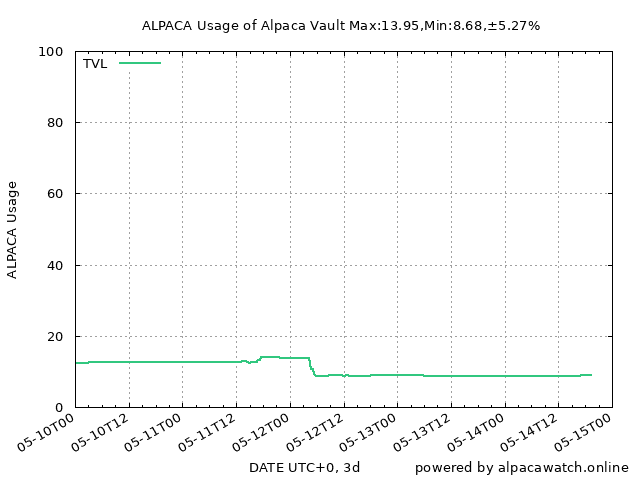 ALPACA Usage of Alpaca Vault Max:13.95,Min:8.68,±5.27%
TVL
ALPACA Usage
100
80
60
40
20
0
05-10T00
05-10T12
05-11T00
05-11T12
05-12T00
05-12T12
05-13T00
05-13T12
05-14T00
05-14T12
05-15T00
DATE UTC+0, 3d
powered by alpacawatch.online